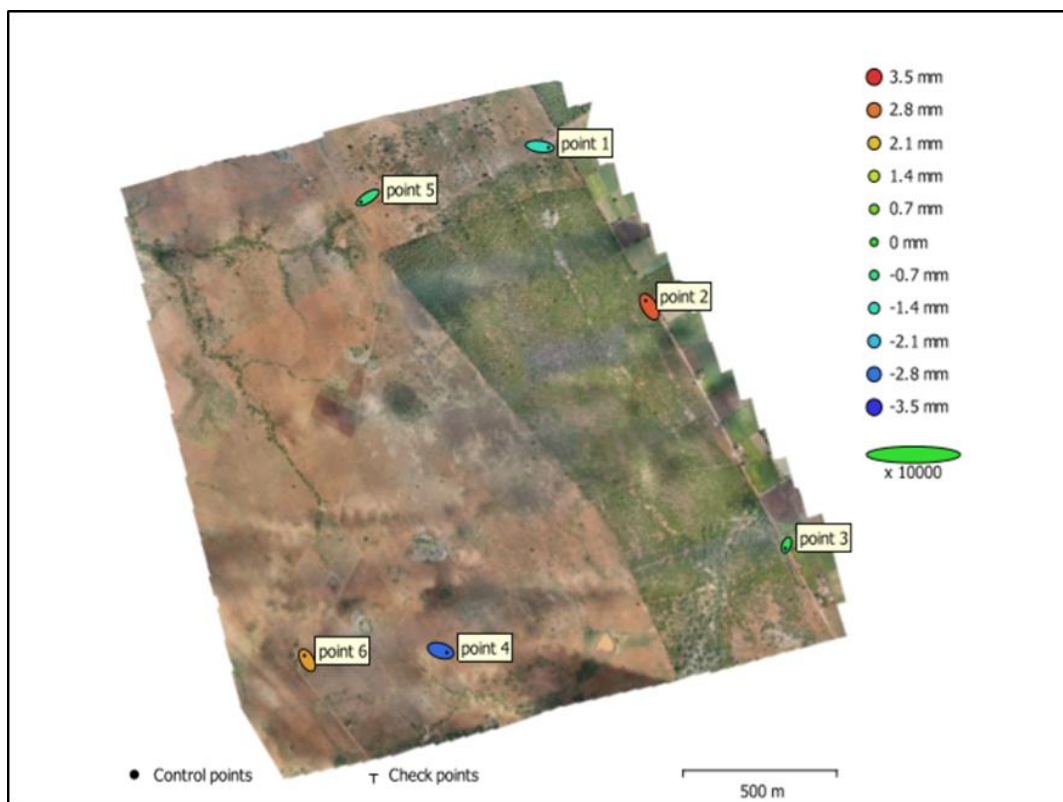 3.5 mm
2.8 mm
2.1 mm
1.4 mm
0.7 mm
0 mm
-0.7 mm
-1.4 mm
-2.1 mm
-2.8 mm
-3.5 mm
x 10000
point 1
point 5
point 2
point 3
point 6
point 4
Control points
Check points
500 m